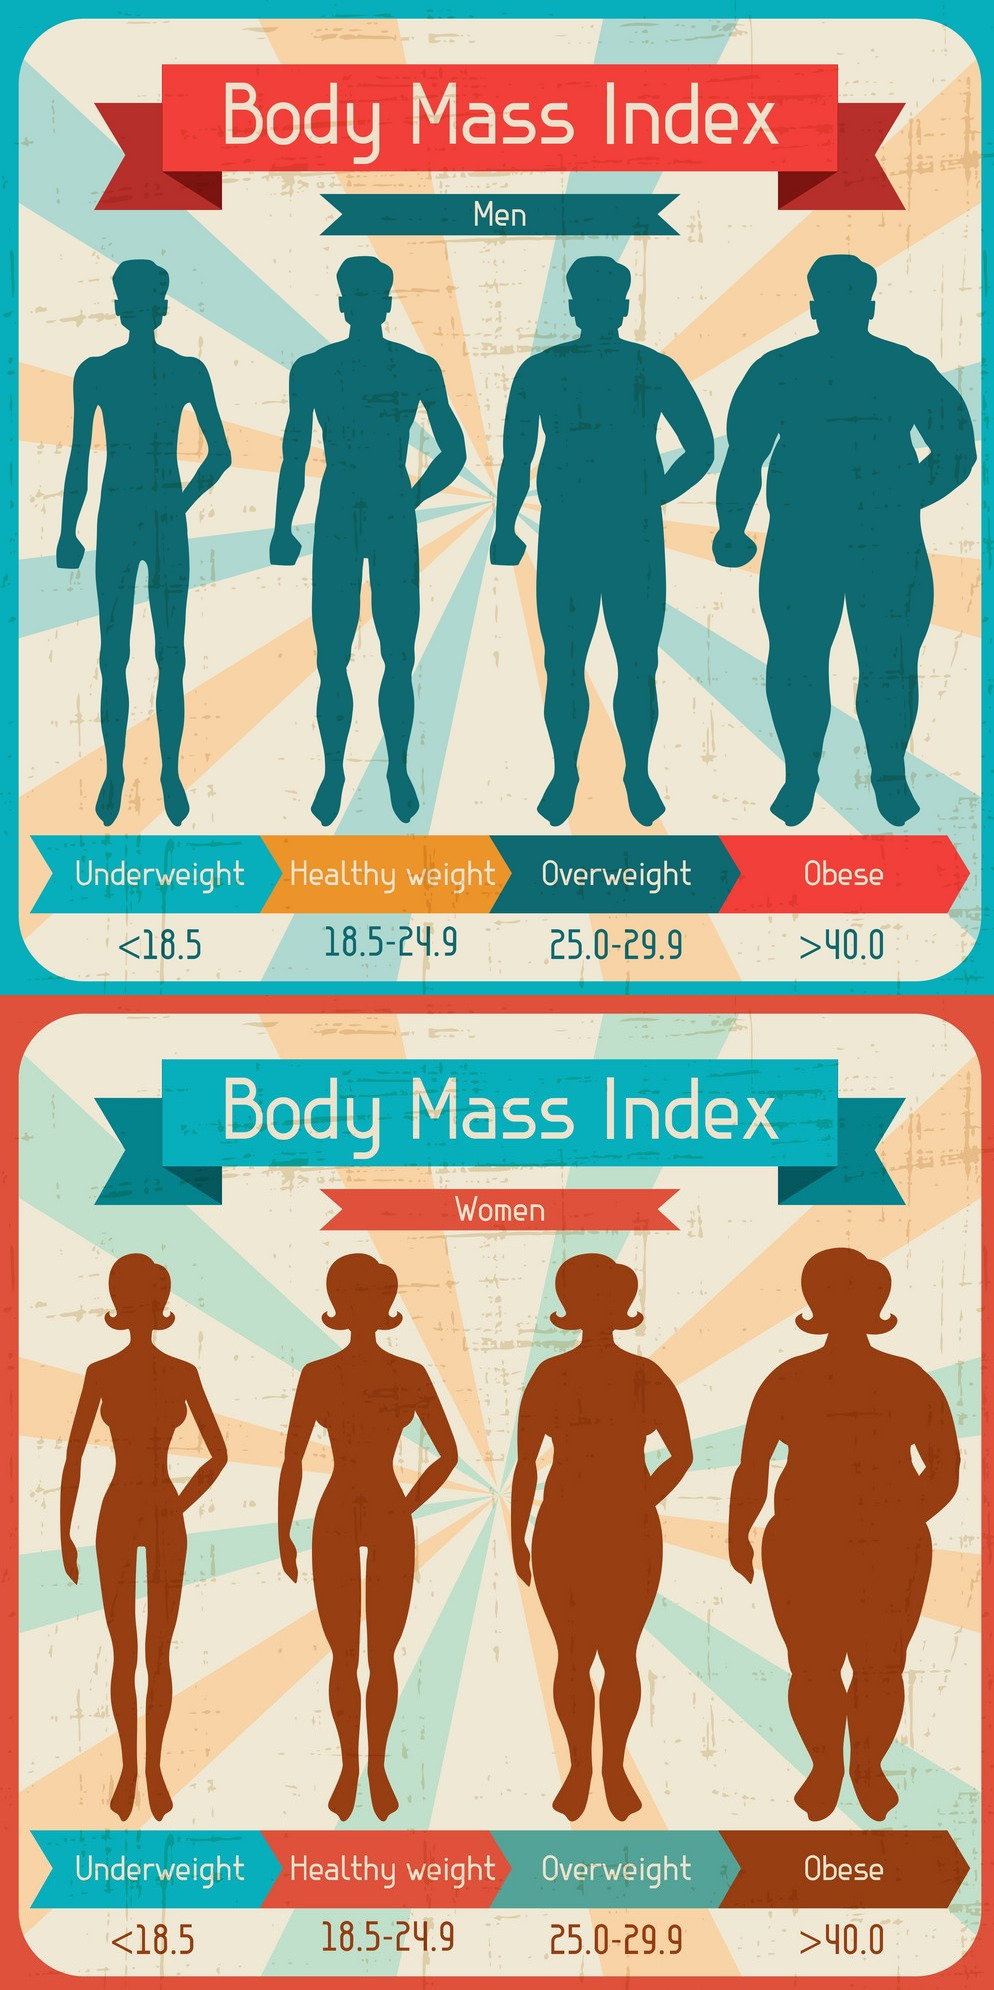 Body Mass Index
Men
Underweight Healthy weight Overweight Obese
<18.5 18.5-24.9 25.0-29.9 >40.0
Body Mass Index
Women
Underweight Healthy weight Overweight Obese
<18.5 18.5-24.9 25.0-29.9 >40.0